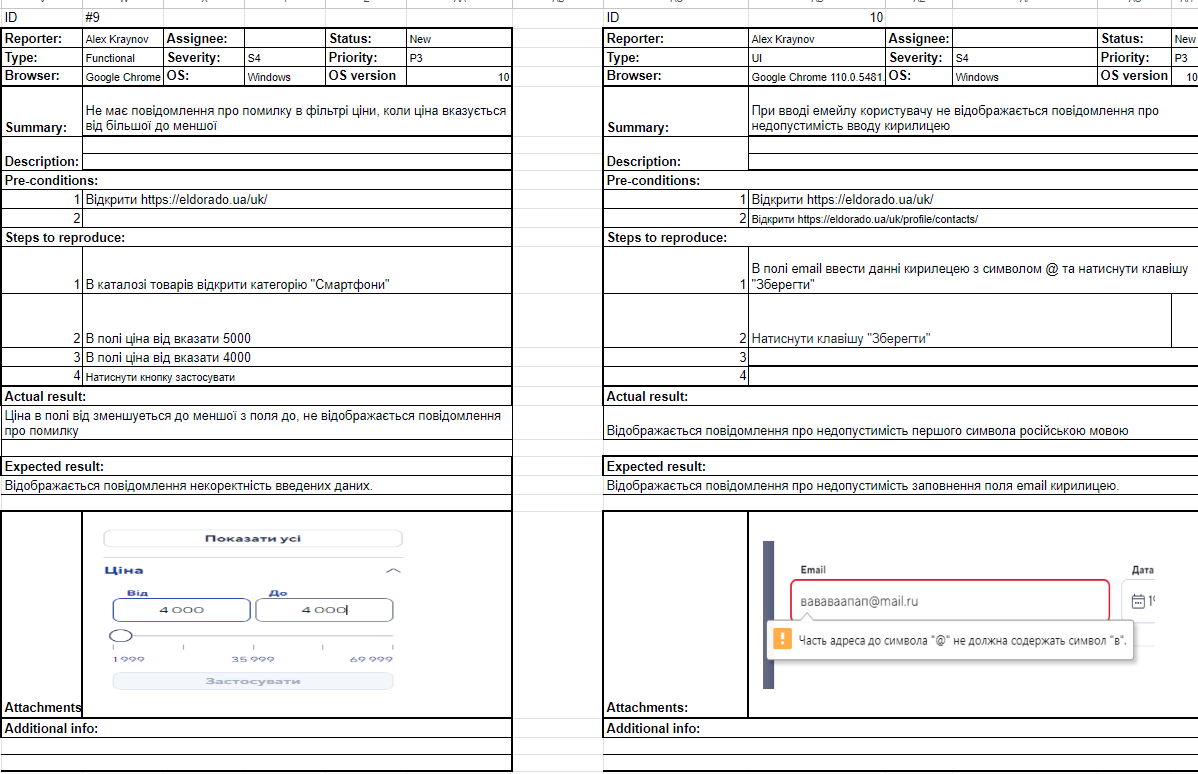 ID #9
Reporter: Alex Kraynov Assignee: Status: New
Type: Functional Severity: S4 Priority: P3
Browser: Google Chrome OS: Windows OS version 10
Не має повідомлення про помилку в фільтрі ціни, коли ціна вказується
Summary: від більшої до меншої
Description:
Pre-conditions:
1 Відкрити https://eldorado.ua/uk/
2
Steps to reproduce:
1 В каталозі товарів відкрити категорію "Смартфони"
2 В полі ціна від вказати 5000
3 В полі ціна від вказати 4000
4 Натиснути кнопку застосувати
Actual result:
Ціна в полі від зменшуеться до меншої з поля до, не відображається повідомлення
про помилку
Expected result:
Відображається повідомлення некоректність введених даних.
Показати усі
Ціна
Від До
4 000 4 000
1 999 35 999 69 999
Застосувати
Attachments
Additional info:
ID 10
Reporter: Alex Kraynov Assignee: Status: New
Type: UI Severity: S4 Priority: P3
Browser: Google Chrome 110.0.5481. OS: Windows OS version 10
При вводі емейлу користувачу не відображається повідомлення про
Summary: недопустимість вводу кирилицею
Description:
Pre-conditions:
1 Відкрити https://eldorado.ua/uk/
2 Відкрити https://eldorado.ua/uk/profile/contacts/
Steps to reproduce:
В полі email ввести данні кирилецею з символом @ та натиснути клавішу
1 "Зберегти"
2 Натиснути клавішу "Зберегти"
3
4
Actual result:
Відображається повідомлення про недопустимість першого символа російською мовою
Expected result:
Відображається повідомлення про недопустимість заповнення поля email кирилицею.
Email Дата
вававаапап@mail.ru
Часть адреса до символа "@" не должна содержать символ "в".
Attachments:
Additional info: